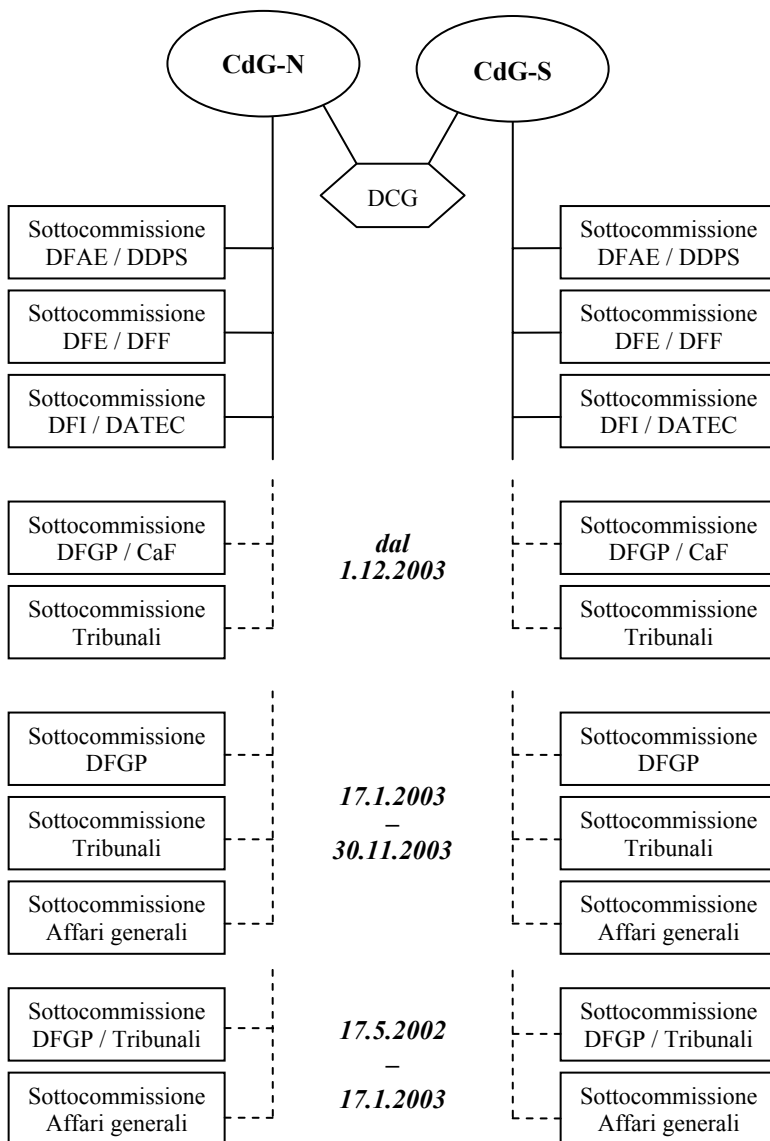 CdG-N
CdG-S
DCG
Sottocommissione
DFAE / DDPS
Sottocommissione
DFAE / DDPS
Sottocommissione
DFE / DFF
Sottocommissione
DFE / DFF
Sottocommissione
DFI / DATEC
Sottocommissione
DFI / DATEC
Sottocommissione
DFGP / CaF
dal
1.12.2003
Sottocommissione
DFGP / CaF
Sottocommissione
Tribunali
Sottocommissione
Tribunali
Sottocommissione
DFGP
Sottocommissione
DFGP
Sottocommissione
Tribunali
17.1.2003
–
30.11.2003
Sottocommissione
Tribunali
Sottocommissione
Affari generali
Sottocommissione
Affari generali
Sottocommissione
DFGP / Tribunali
17.5.2002
–
17.1.2003
Sottocommissione
DFGP / Tribunali
Sottocommissione
Affari generali
Sottocommissione
Affari generali